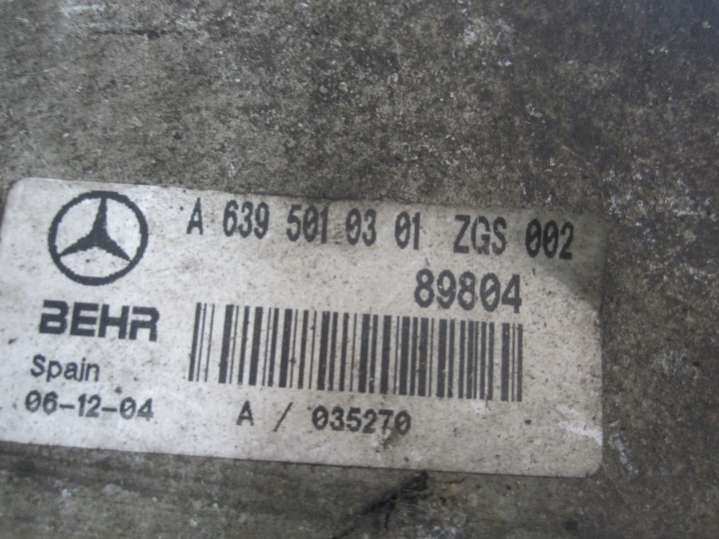 A 639 501 03 01 ZGS 002
89804
BEHR
Spain
06-12-04
A / 035270